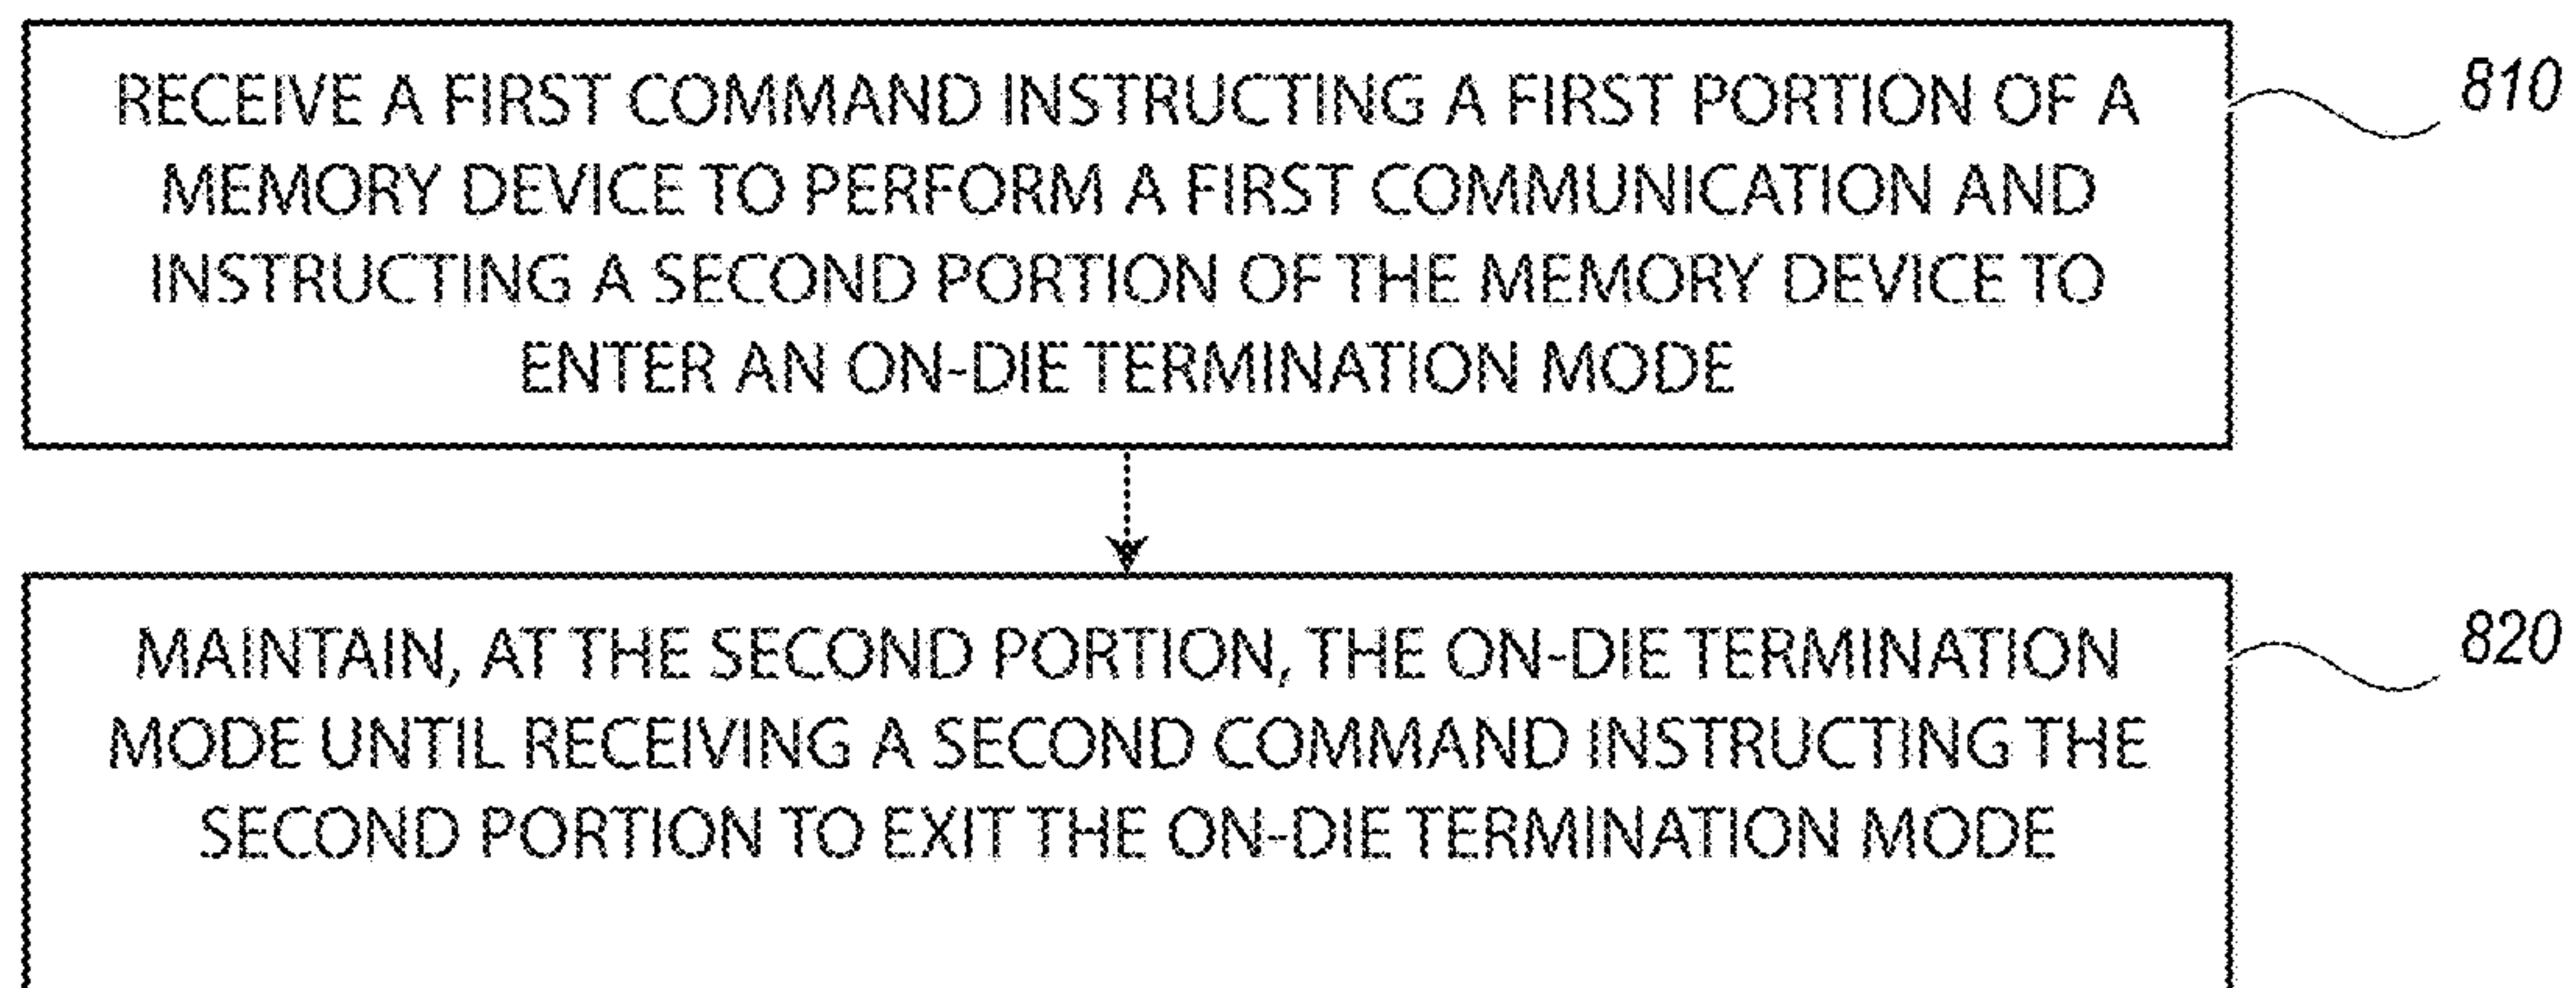 RECEIVE A FIRST COMMAND INSTRUCTING A FIRST PORTION OF A
MEMORY DEVICE TO PERFORM A FIRST COMMUNICATION AND
INSTRUCTING A SECOND PORTION OF THE MEMORY DEVICE TO
ENTER AN ON-DIE TERMINATION MODE
810
MAINTAIN, AT THE SECOND PORTION, THE ON-DIE TERMINATION
MODE UNTIL RECEIVING A SECOND COMMAND INSTRUCTING THE
SECOND PORTION TO EXIT THE ON-DIE TERMINATION MODE
820